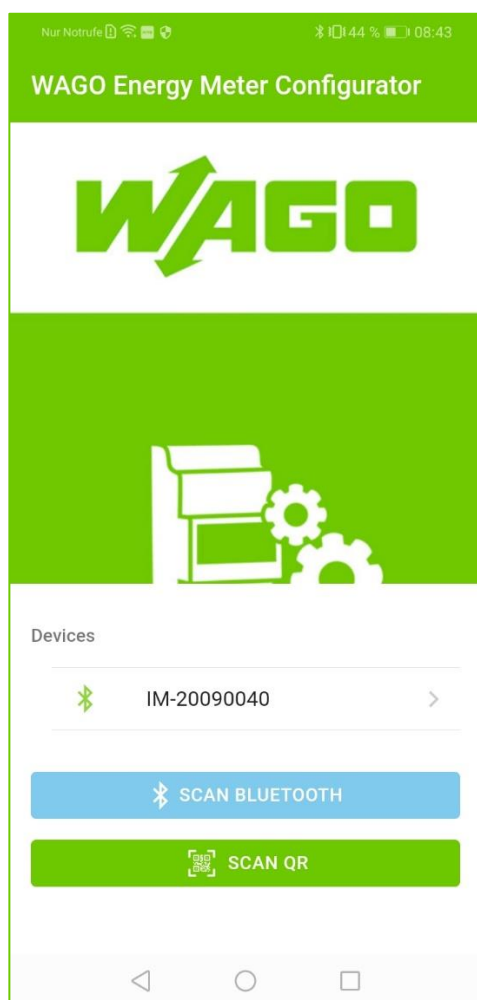 Nur Notrufe 44 % 08:43
WAGO Energy Meter Configurator
WAGO
Devices
IM-20090040
SCAN BLUETOOTH
SCAN QR